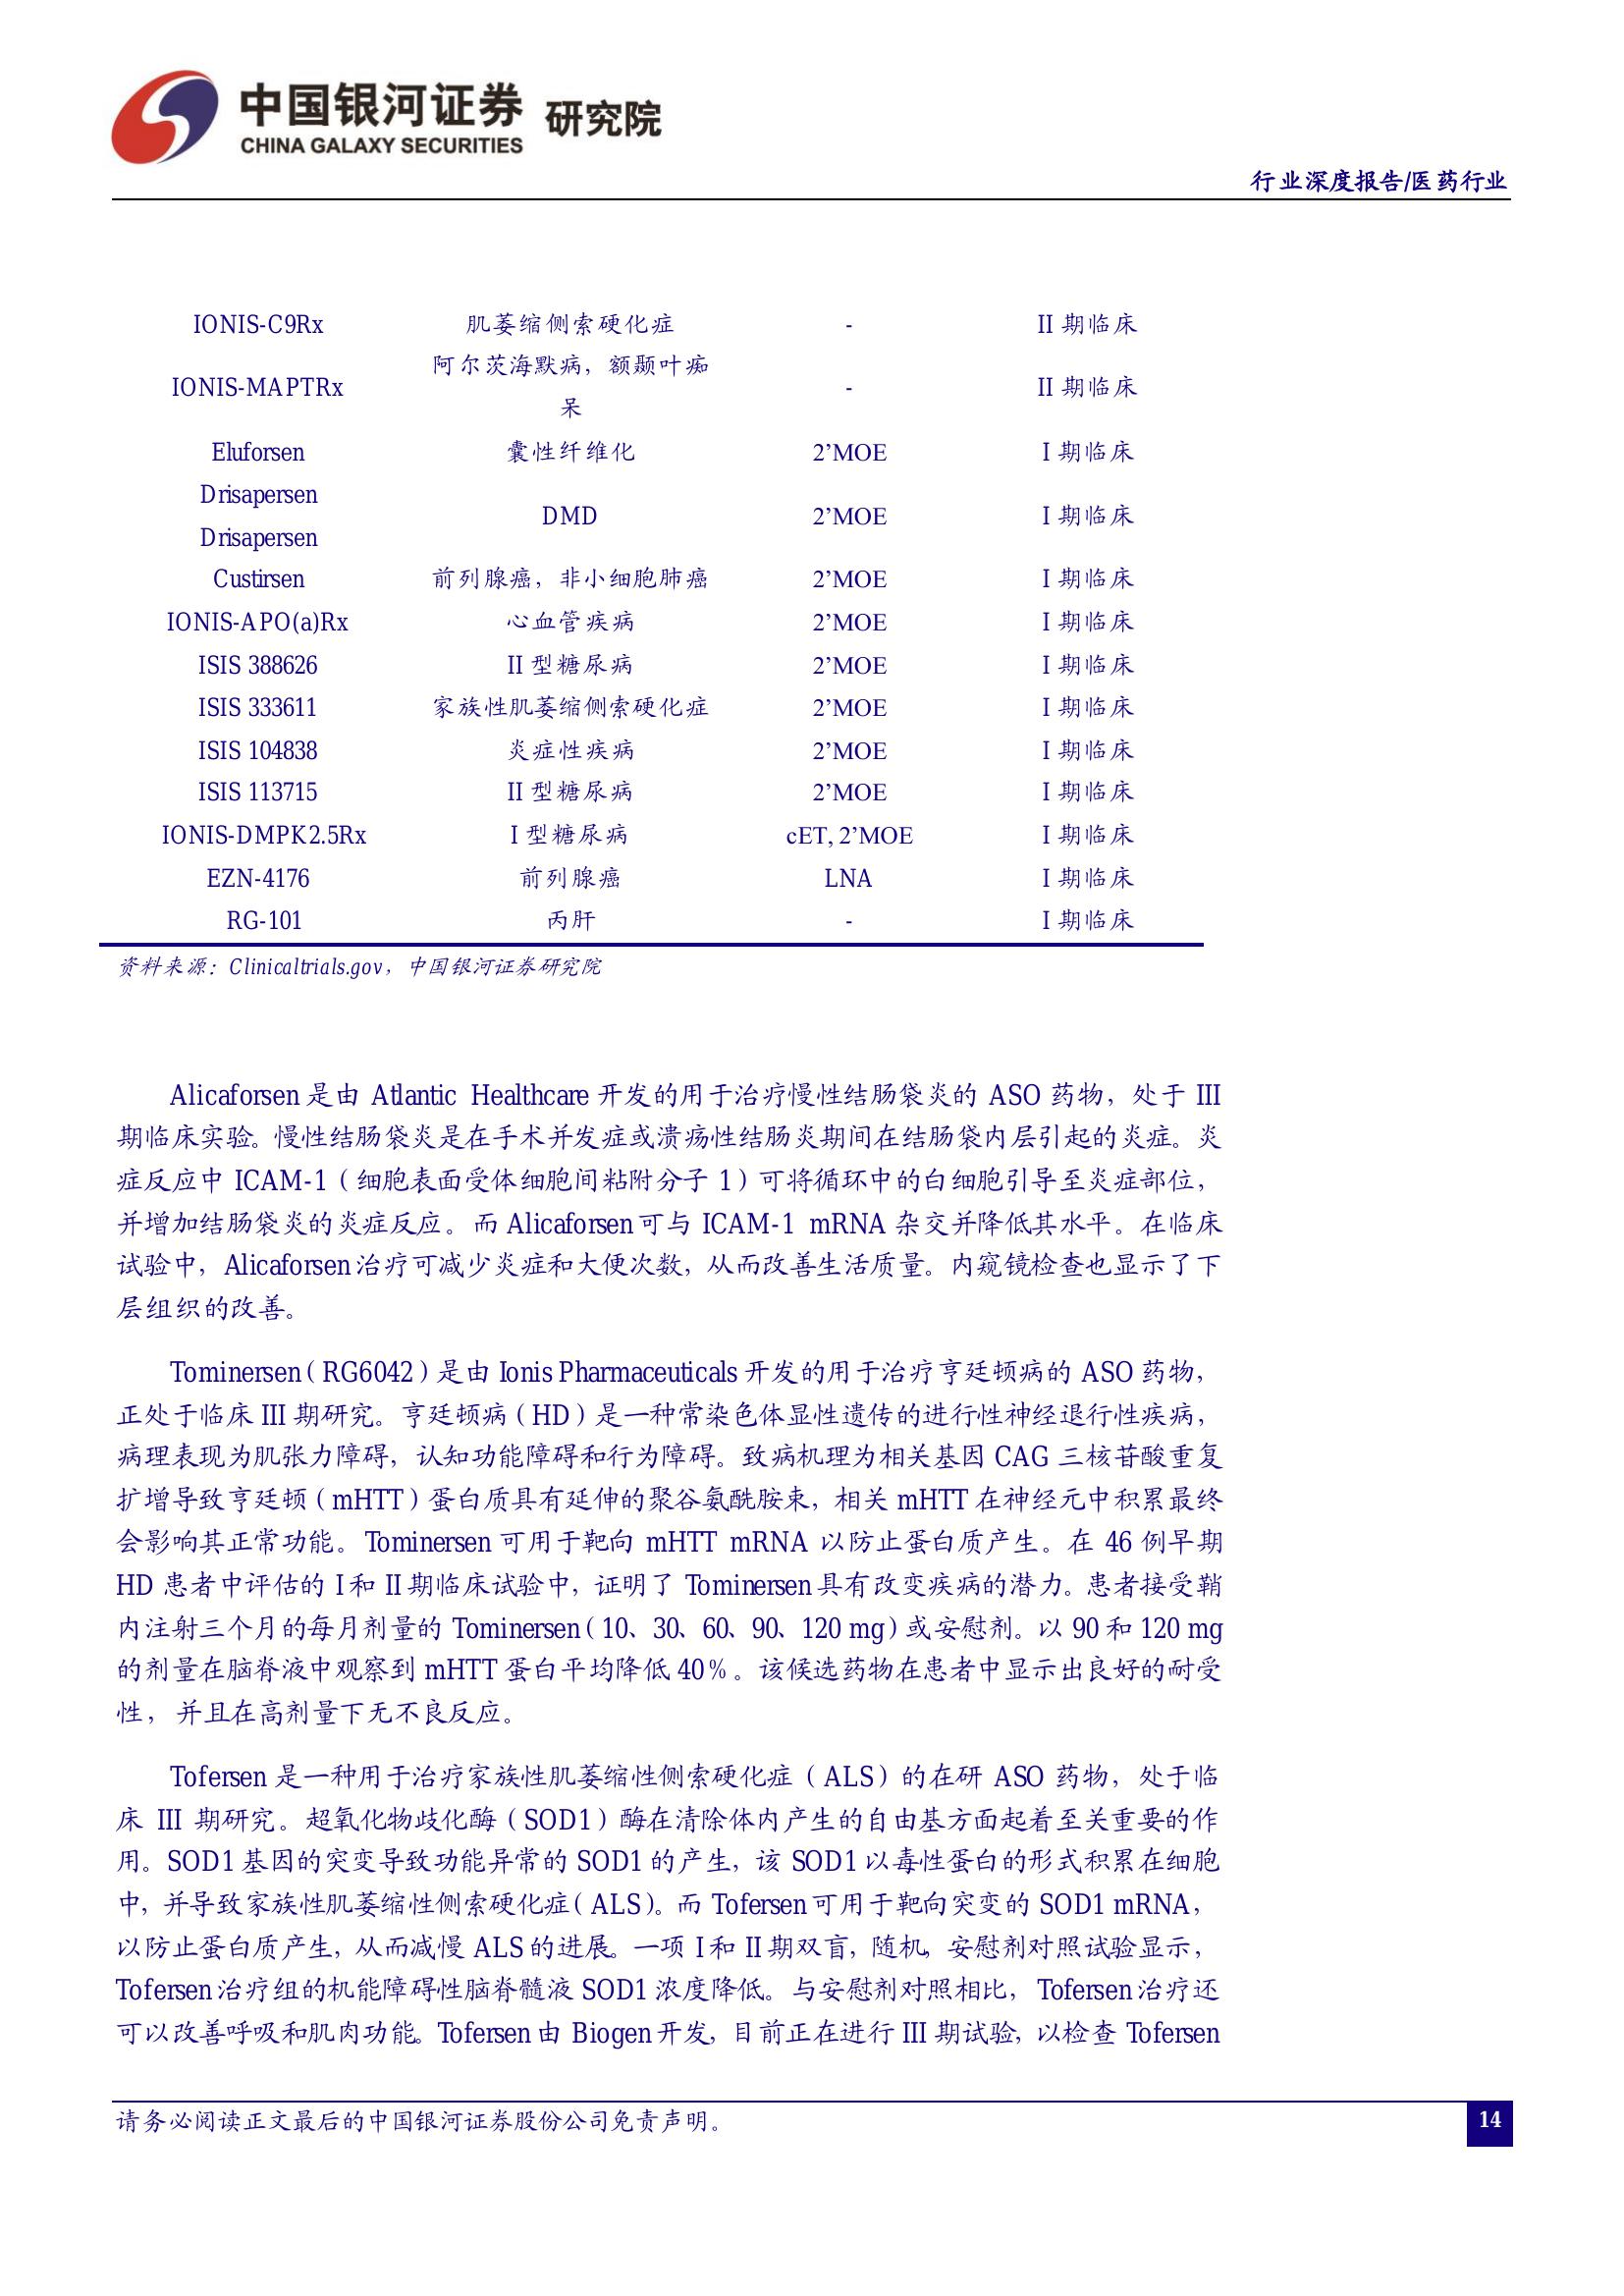 中国银河证券 研究院
CHINA GALAXY SECURITIES
行业深度报告/医药行业
IONIS-C9Rx 肌萎缩侧索硬化症 - II 期临床
阿尔茨海默病，额颞叶痴
IONIS-MAPTRx - II 期临床
呆
Eluforsen 囊性纤维化 2’MOE I 期临床
Drisapersen
DMD 2’MOE I 期临床
Drisapersen
Custirsen 前列腺癌，非小细胞肺癌 2’MOE I 期临床
IONIS-APO(a)Rx 心血管疾病 2’MOE I 期临床
ISIS 388626 II 型糖尿病 2’MOE I 期临床
ISIS 333611 家族性肌萎缩侧索硬化症 2’MOE I 期临床
ISIS 104838 炎症性疾病 2’MOE I 期临床
ISIS 113715 II 型糖尿病 2’MOE I 期临床
IONIS-DMPK2.5Rx I 型糖尿病 cET, 2’MOE I 期临床
EZN-4176 前列腺癌 LNA I 期临床
RG-101 丙肝 - I 期临床
资料来源：Clinicaltrials.gov，中国银河证券研究院
Alicaforsen 是由 Atlantic Healthcare 开发的用于治疗慢性结肠袋炎的 ASO 药物，处于 III
期临床实验。慢性结肠袋炎是在手术并发症或溃疡性结肠炎期间在结肠袋内层引起的炎症。炎
症反应中 ICAM-1（细胞表面受体细胞间粘附分子 1）可将循环中的白细胞引导至炎症部位，
并增加结肠袋炎的炎症反应。而 Alicaforsen 可与 ICAM-1 mRNA 杂交并降低其水平。在临床
试验中，Alicaforsen 治疗可减少炎症和大便次数，从而改善生活质量。内窥镜检查也显示了下
层组织的改善。
Tominersen（RG6042）是由 Ionis Pharmaceuticals 开发的用于治疗亨廷顿病的 ASO 药物，
正处于临床 III 期研究。亨廷顿病（HD）是一种常染色体显性遗传的进行性神经退行性疾病，
病理表现为肌张力障碍，认知功能障碍和行为障碍。致病机理为相关基因 CAG 三核苷酸重复
扩增导致亨廷顿（mHTT）蛋白质具有延伸的聚谷氨酰胺束，相关 mHTT 在神经元中积累最终
会影响其正常功能。Tominersen 可用于靶向 mHTT mRNA 以防止蛋白质产生。在 46 例早期
HD 患者中评估的 I 和 II 期临床试验中，证明了 Tominersen 具有改变疾病的潜力。患者接受鞘
内注射三个月的每月剂量的 Tominersen（10、30、60、90、120 mg）或安慰剂。以 90 和 120 mg
的剂量在脑脊液中观察到 mHTT 蛋白平均降低 40％。该候选药物在患者中显示出良好的耐受
性，并且在高剂量下无不良反应。
Tofersen 是一种用于治疗家族性肌萎缩性侧索硬化症（ALS）的在研 ASO 药物，处于临
床 III 期研究。超氧化物歧化酶（SOD1）酶在清除体内产生的自由基方面起着至关重要的作
用。SOD1 基因的突变导致功能异常的 SOD1 的产生，该 SOD1 以毒性蛋白的形式积累在细胞
中，并导致家族性肌萎缩性侧索硬化症（ALS）。而 Tofersen 可用于靶向突变的 SOD1 mRNA，
以防止蛋白质产生，从而减慢 ALS 的进展。一项 I 和 II 期双盲，随机，安慰剂对照试验显示，
Tofersen 治疗组的机能障碍性脑脊髓液 SOD1 浓度降低。与安慰剂对照相比，Tofersen 治疗还
可以改善呼吸和肌肉功能。Tofersen 由 Biogen 开发，目前正在进行 III 期试验，以检查 Tofersen
请务必阅读正文最后的中国银河证券股份公司免责声明。
14